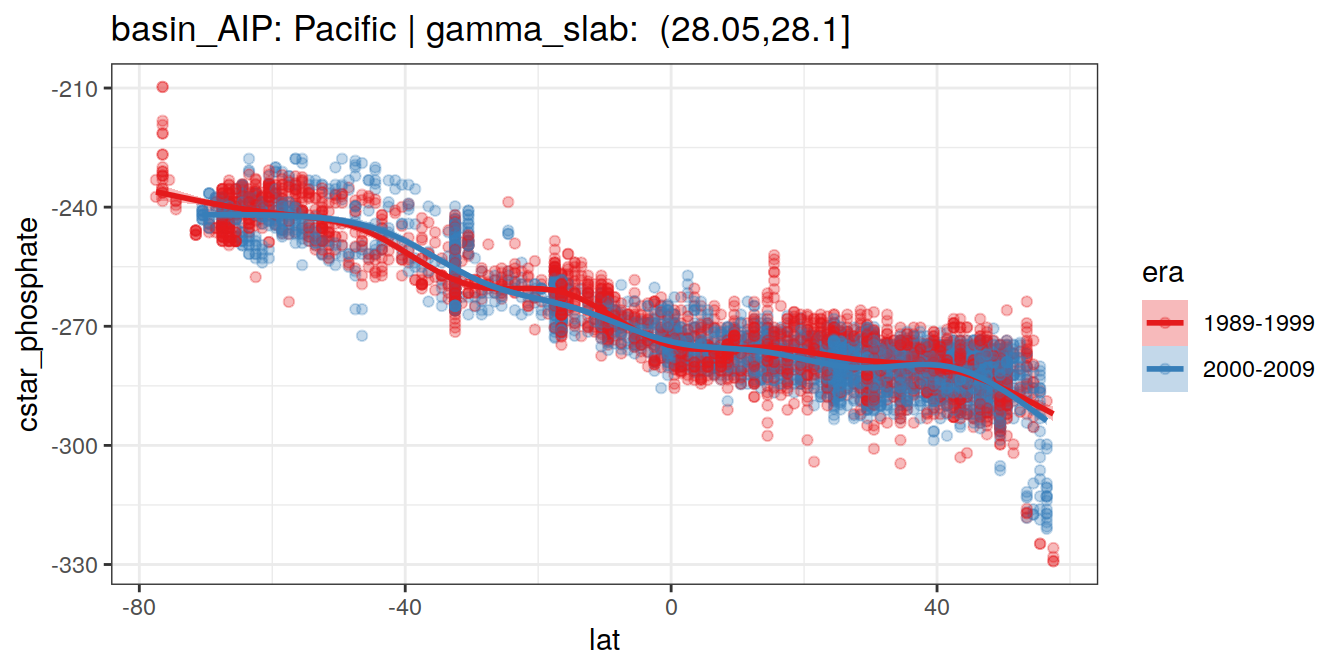 basin_AIP: Pacific | gamma_slab:  (28.05,28.1]
cstar_phosphate
-210
-240
-270
-300
-330
-80
-40
0
40
lat
era
1989-1999
2000-2009